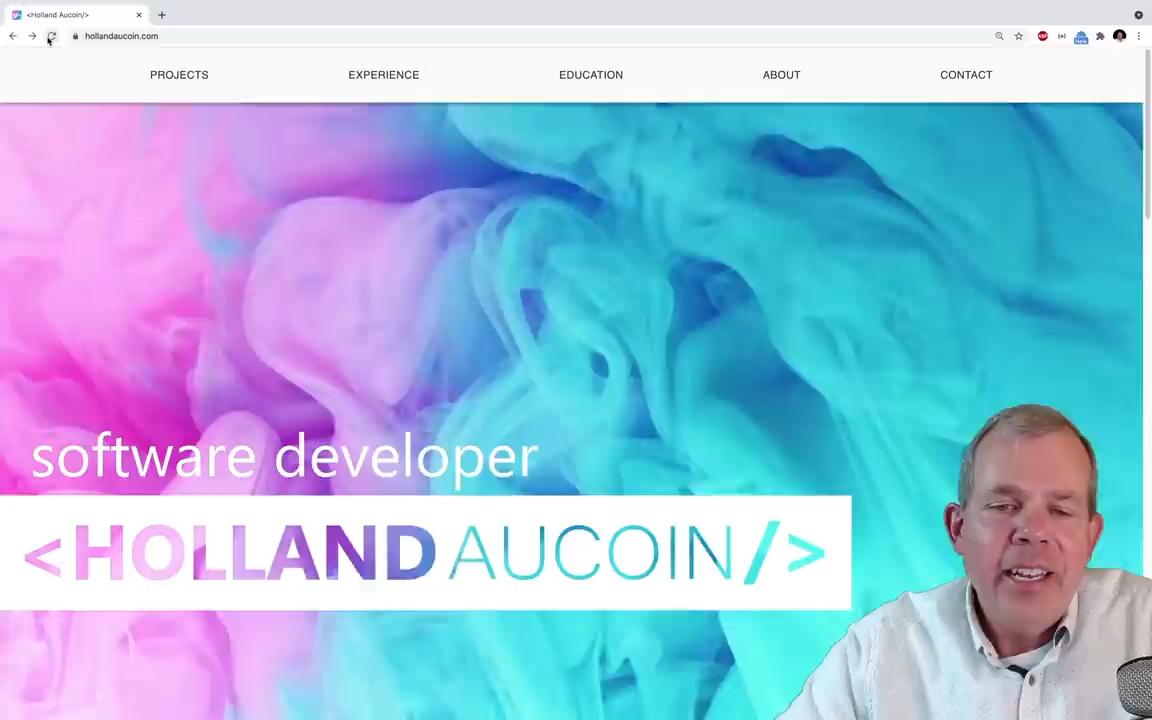 <Holland Aucoin/>
hollandaucoin.com
PROJECTS EXPERIENCE EDUCATION ABOUT CONTACT
software developer
<HOLLAND AUCOIN/>